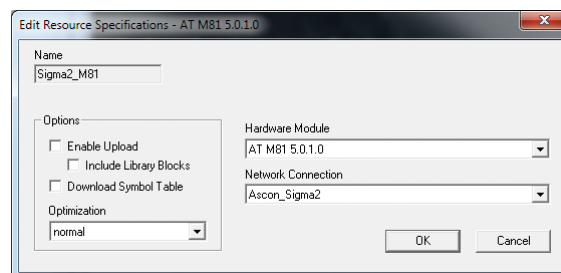 Edit Resource Specifications - AT M81 5.0.1.0
Name
Sigma2_M81
Options
Enable Upload
Include Library Blocks
Download Symbol Table
Optimization
normal
Hardware Module
AT M81 5.0.1.0
Network Connection
Ascon_Sigma2
OK
Cancel